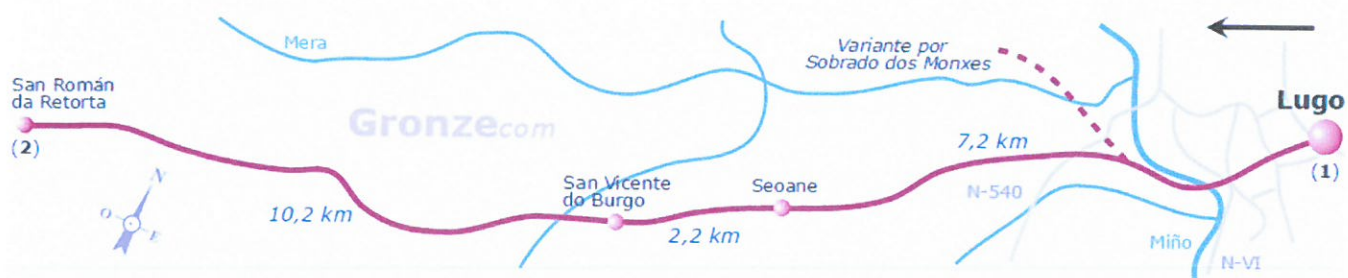 Mera
Variante por
Sobrado dos Monxes
San Román
da Retorta
(2)
Gronze.com
Lugo
(1)
7,2 km
San Vicente
do Burgo
Seoane
N-540
10,2 km
2,2 km
N
O
E
Miño
N-VI